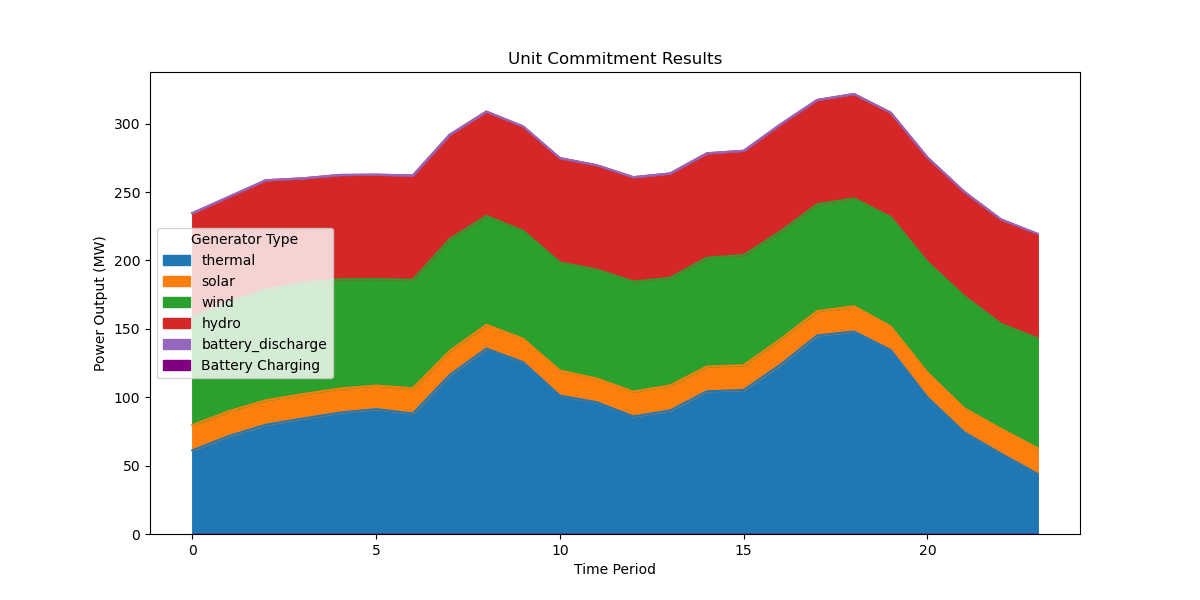 Unit Commitment Results
Power Output (MW)
300
250
200
150
100
50
0
Generator Type
thermal
solar
wind
hydro
battery_discharge
Battery Charging
0 5 10 15 20
Time Period